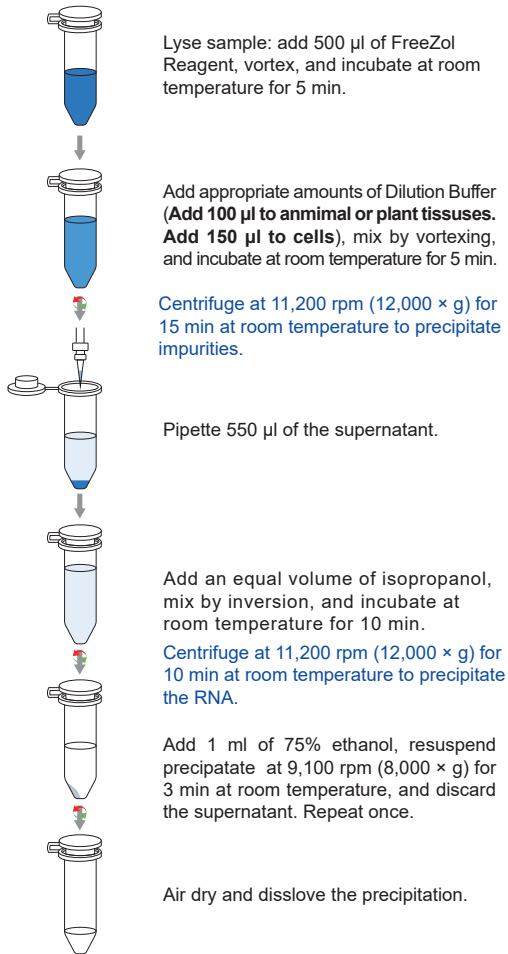 Lyse sample: add 500 μl of FreeZol
Reagent, vortex, and incubate at room
temperature for 5 min.
Add appropriate amounts of Dilution Buffer
(Add 100 μl to anmimal or plant tissuses.
Add 150 μl to cells), mix by vortexing,
and incubate at room temperature for 5 min.
Centrifuge at 11,200 rpm (12,000 × g) for
15 min at room temperature to precipitate
impurities.
Pipette 550 μl of the supernatant.
Add an equal volume of isopropanol,
mix by inversion, and incubate at
room temperature for 10 min.
Centrifuge at 11,200 rpm (12,000 × g) for
10 min at room temperature to precipitate
the RNA.
Add 1 ml of 75% ethanol, resuspend
precipatate at 9,100 rpm (8,000 × g) for
3 min at room temperature, and discard
the supernatant. Repeat once.
Air dry and disslove the precipitation.